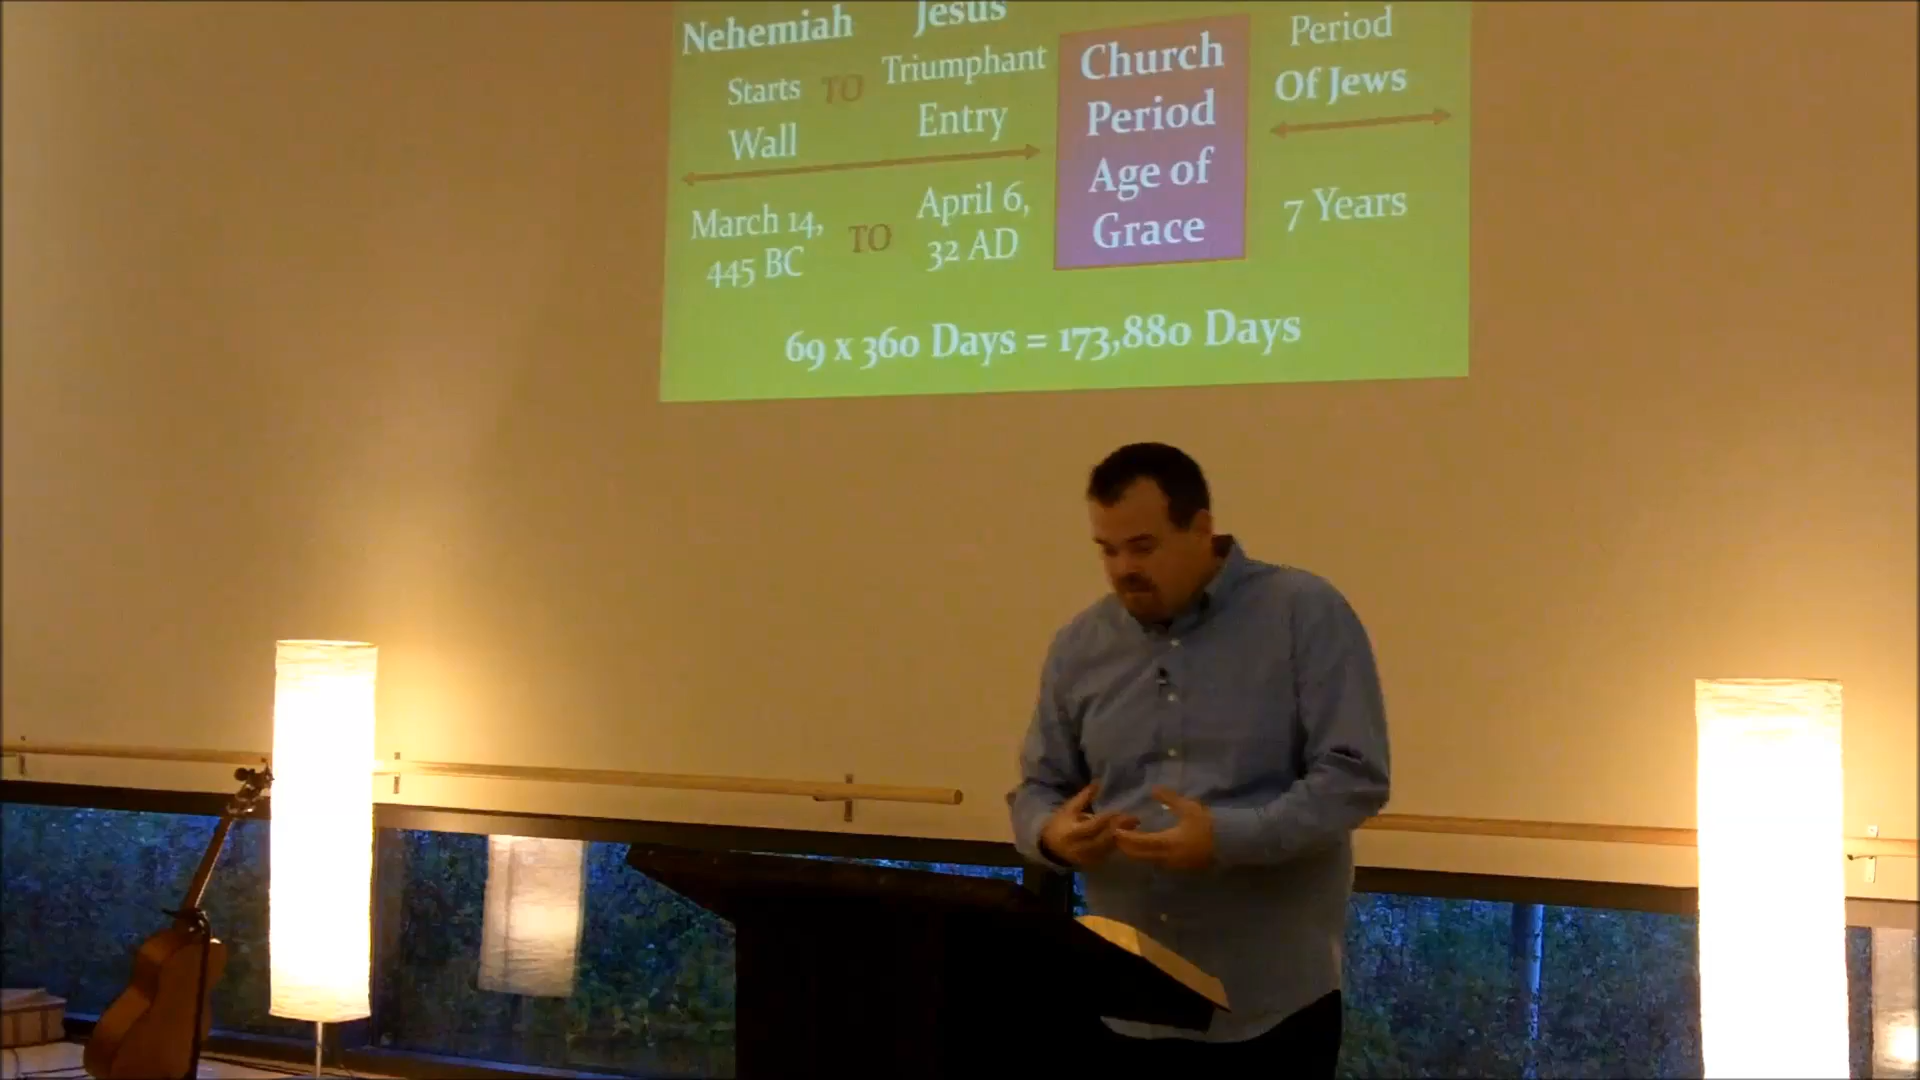 Nehemiah
Starts
Wall
TO
Jesus
Triumphant
Entry
Church
Period
Age of
Grace
Period
Of Jews
March 14,
445 BC
TO
April 6,
32 AD
7 Years
69 x 360 Days = 173,880 Days